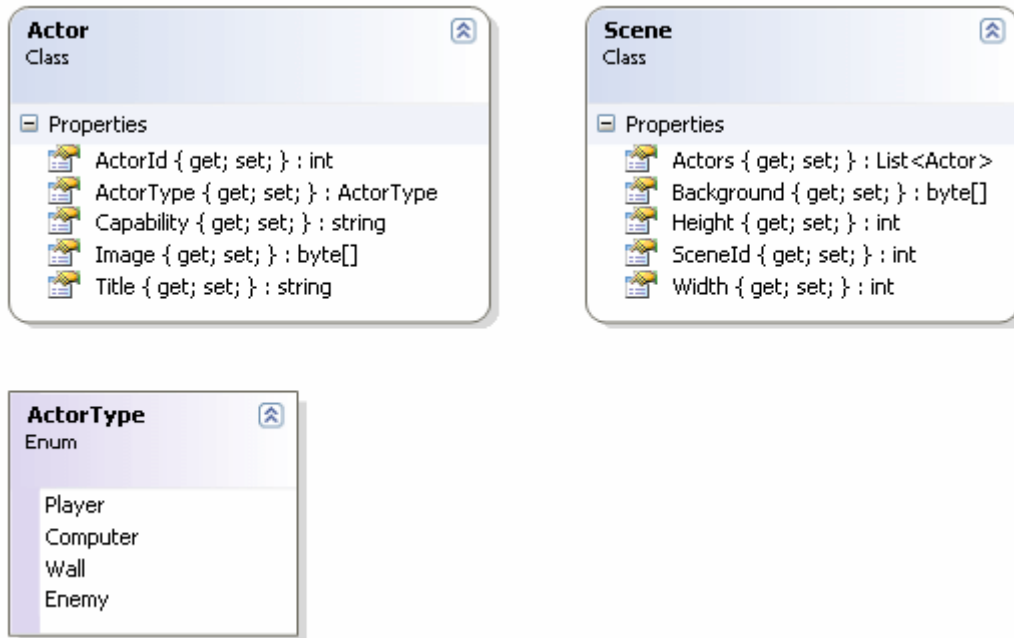 Actor
Class
Properties
ActorId { get; set; } : int
ActorType { get; set; } : ActorType
Capability { get; set; } : string
Image { get; set; } : byte[]
Title { get; set; } : string
Scene
Class
Properties
Actors { get; set; } : List<Actor>
Background { get; set; } : byte[]
Height { get; set; } : int
SceneId { get; set; } : int
Width { get; set; } : int
ActorType
Enum
Player
Computer
Wall
Enemy